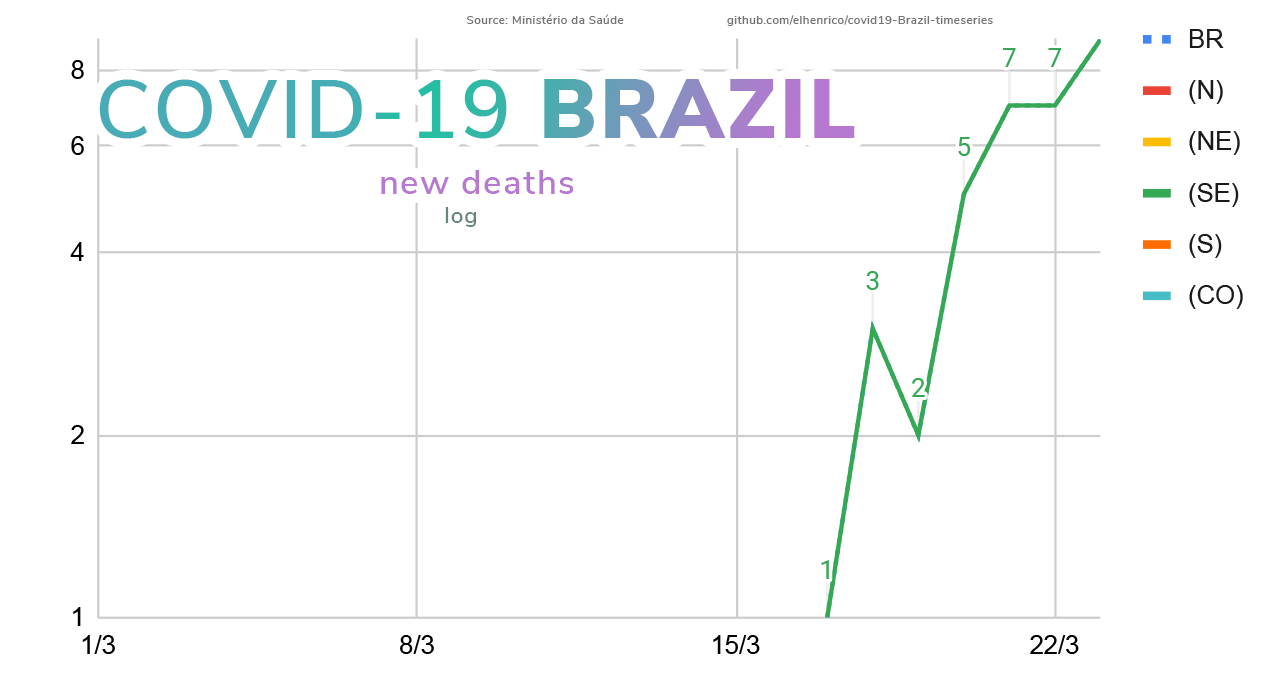 Source: Ministério da Saúde github.com/elhenrico/covid19-Brazil-timeseries
COVID-19 BRAZIL
new deaths
log
BR
(N)
(NE)
(SE)
(S)
(CO)
8
6
4
2
1
1
3
2
5
7
7
1/3 8/3 15/3 22/3